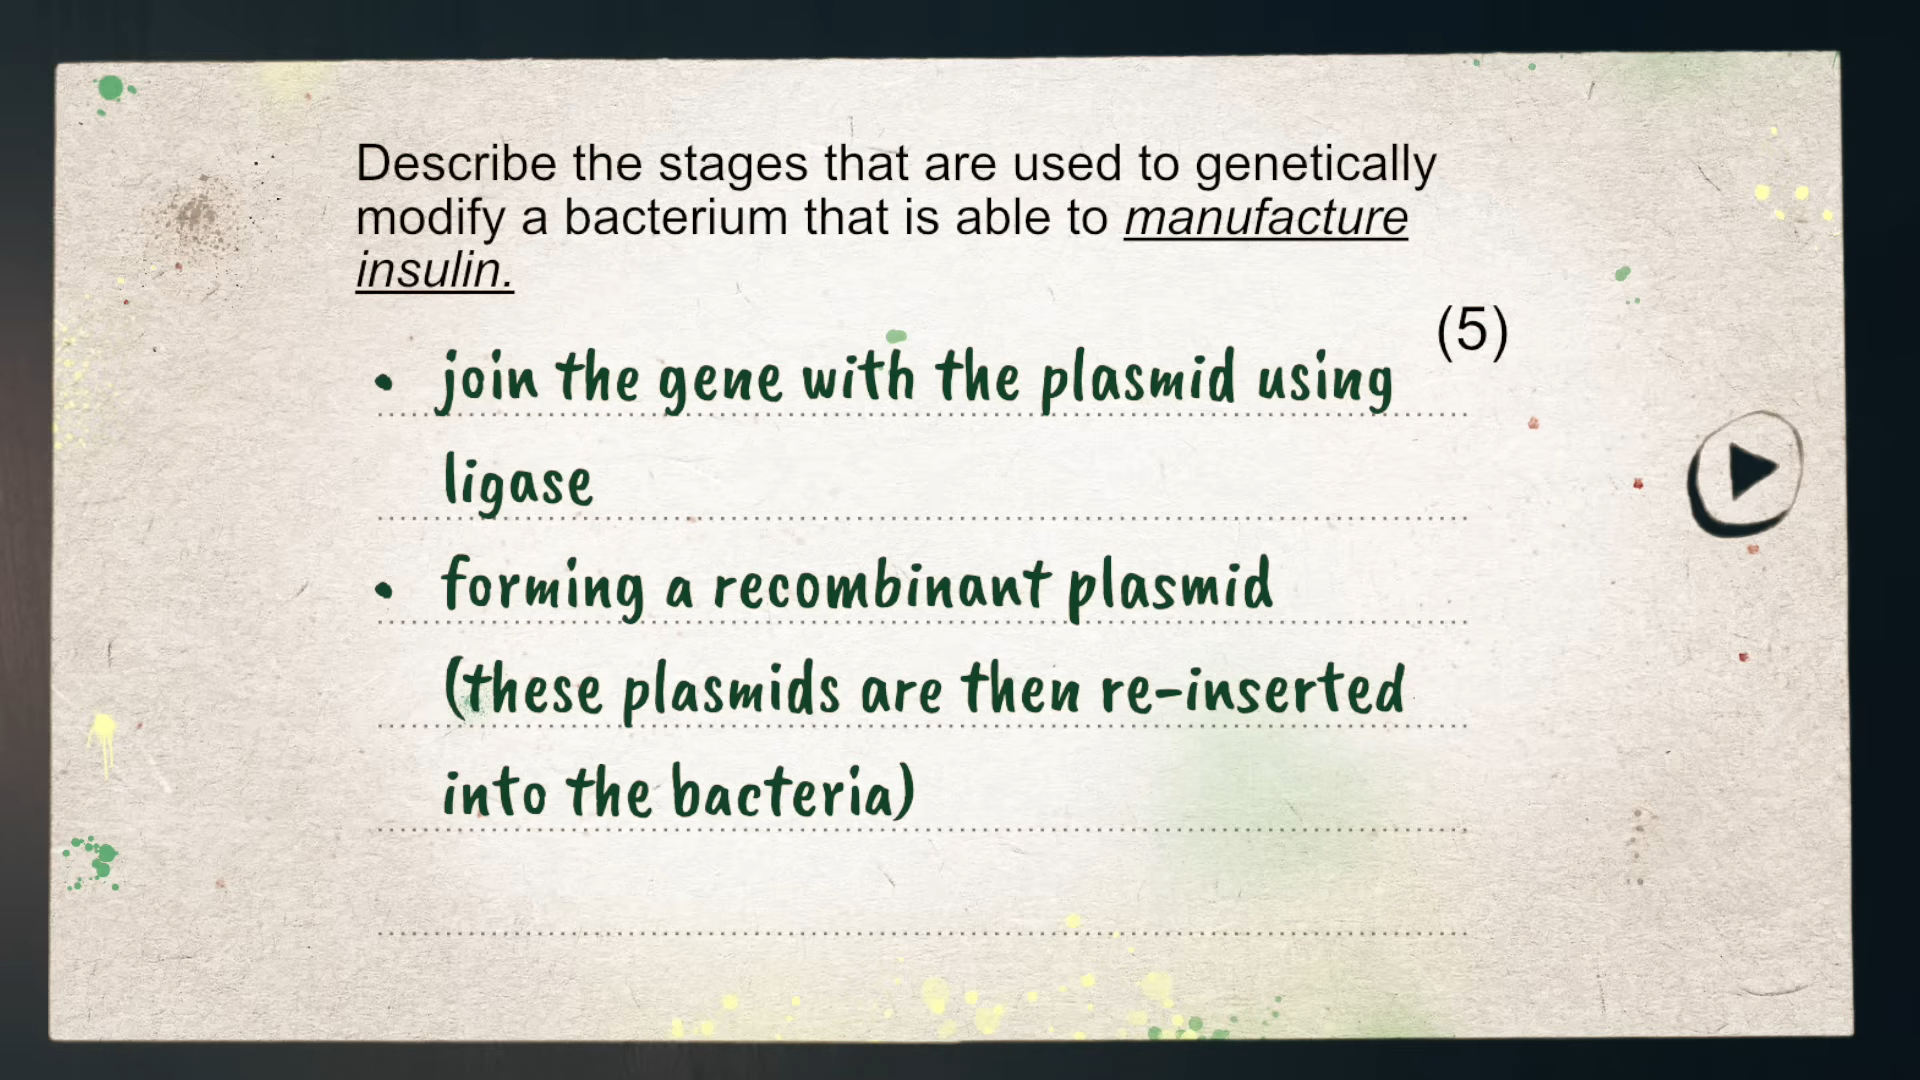 Describe the stages that are used to genetically
modify a bacterium that is able to manufacture
insulin.
(5)
• join the gene with the plasmid using
ligase
• forming a recombinant plasmid
(these plasmids are then re-inserted
into the bacteria)